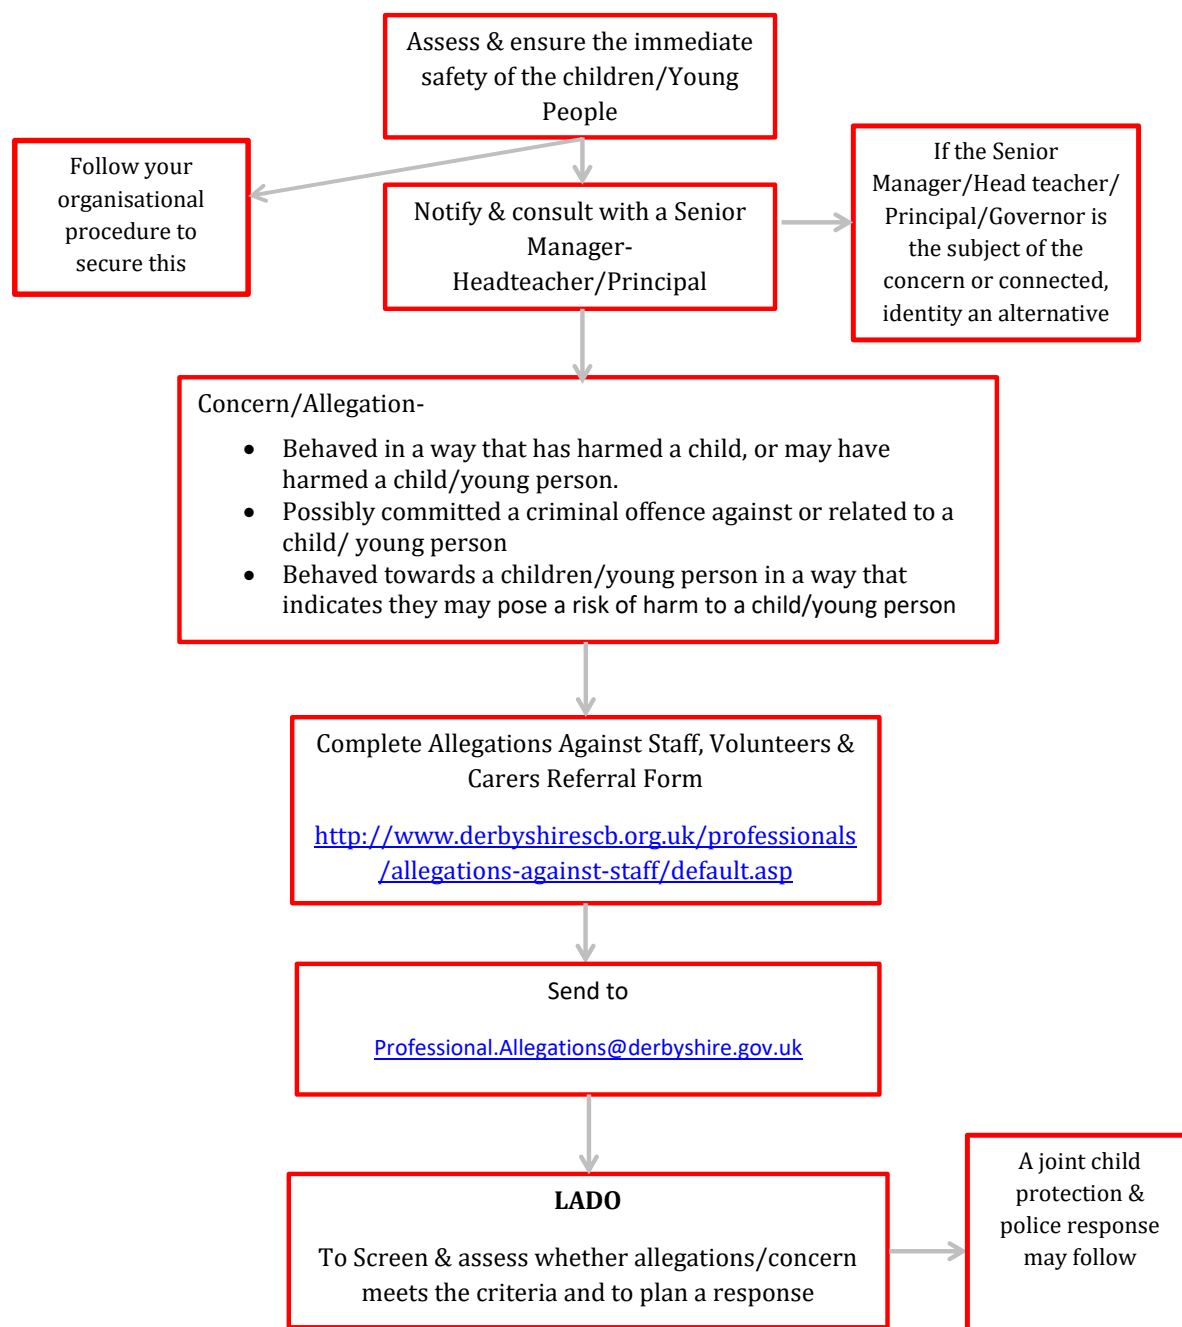 Assess & ensure the immediate
safety of the children/Young
People
Follow your
organisational
procedure to
secure this
Notify & consult with a Senior
Manager-
Headteacher/Principal
If the Senior
Manager/Head teacher/
Principal/Governor is
the subject of the
concern or connected,
identity an alternative
Concern/Allegation-
• Behaved in a way that has harmed a child, or may have
harmed a child/young person.
• Possibly committed a criminal offence against or related to a
child/ young person
• Behaved towards a children/young person in a way that
indicates they may pose a risk of harm to a child/young person
Complete Allegations Against Staff, Volunteers &
Carers Referral Form
http://www.derbyshirescb.org.uk/professionals
/allegations-against-staff/default.asp
Send to
Professional.Allegations@derbyshire.gov.uk
LADO
To Screen & assess whether allegations/concern
meets the criteria and to plan a response
A joint child
protection &
police response
may follow